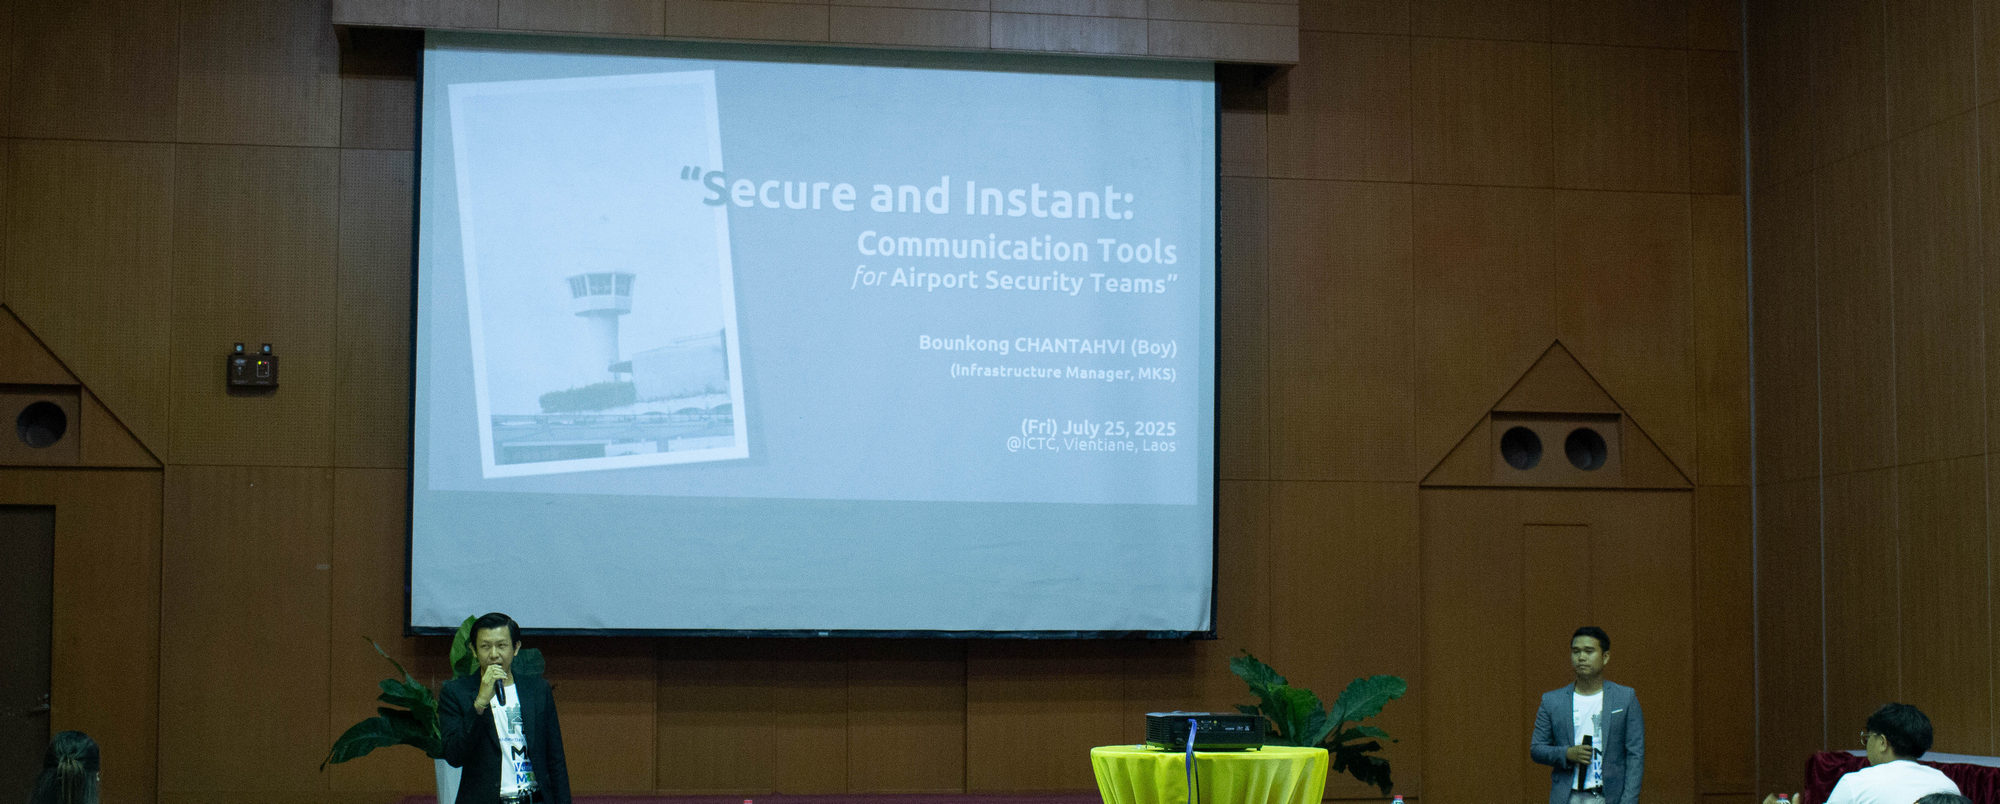 “Secure and Instant:
Communication Tools
for Airport Security Teams”
Bounkong CHANTAHVI (Boy)
(Infrastructure Manager, MKS)
(Fri) July 25, 2025
@ICTC, Vientiane, Laos